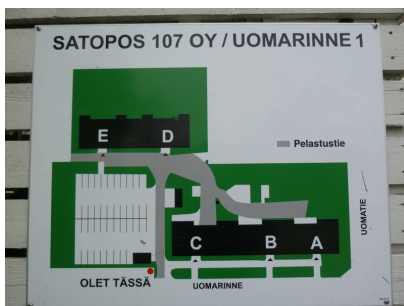 SATOPOS 107 OY / UOMARINNE 1
E D
Pelastustie
UOMATIE
C B A
OLET TÄSSÄ
UOMARINNE